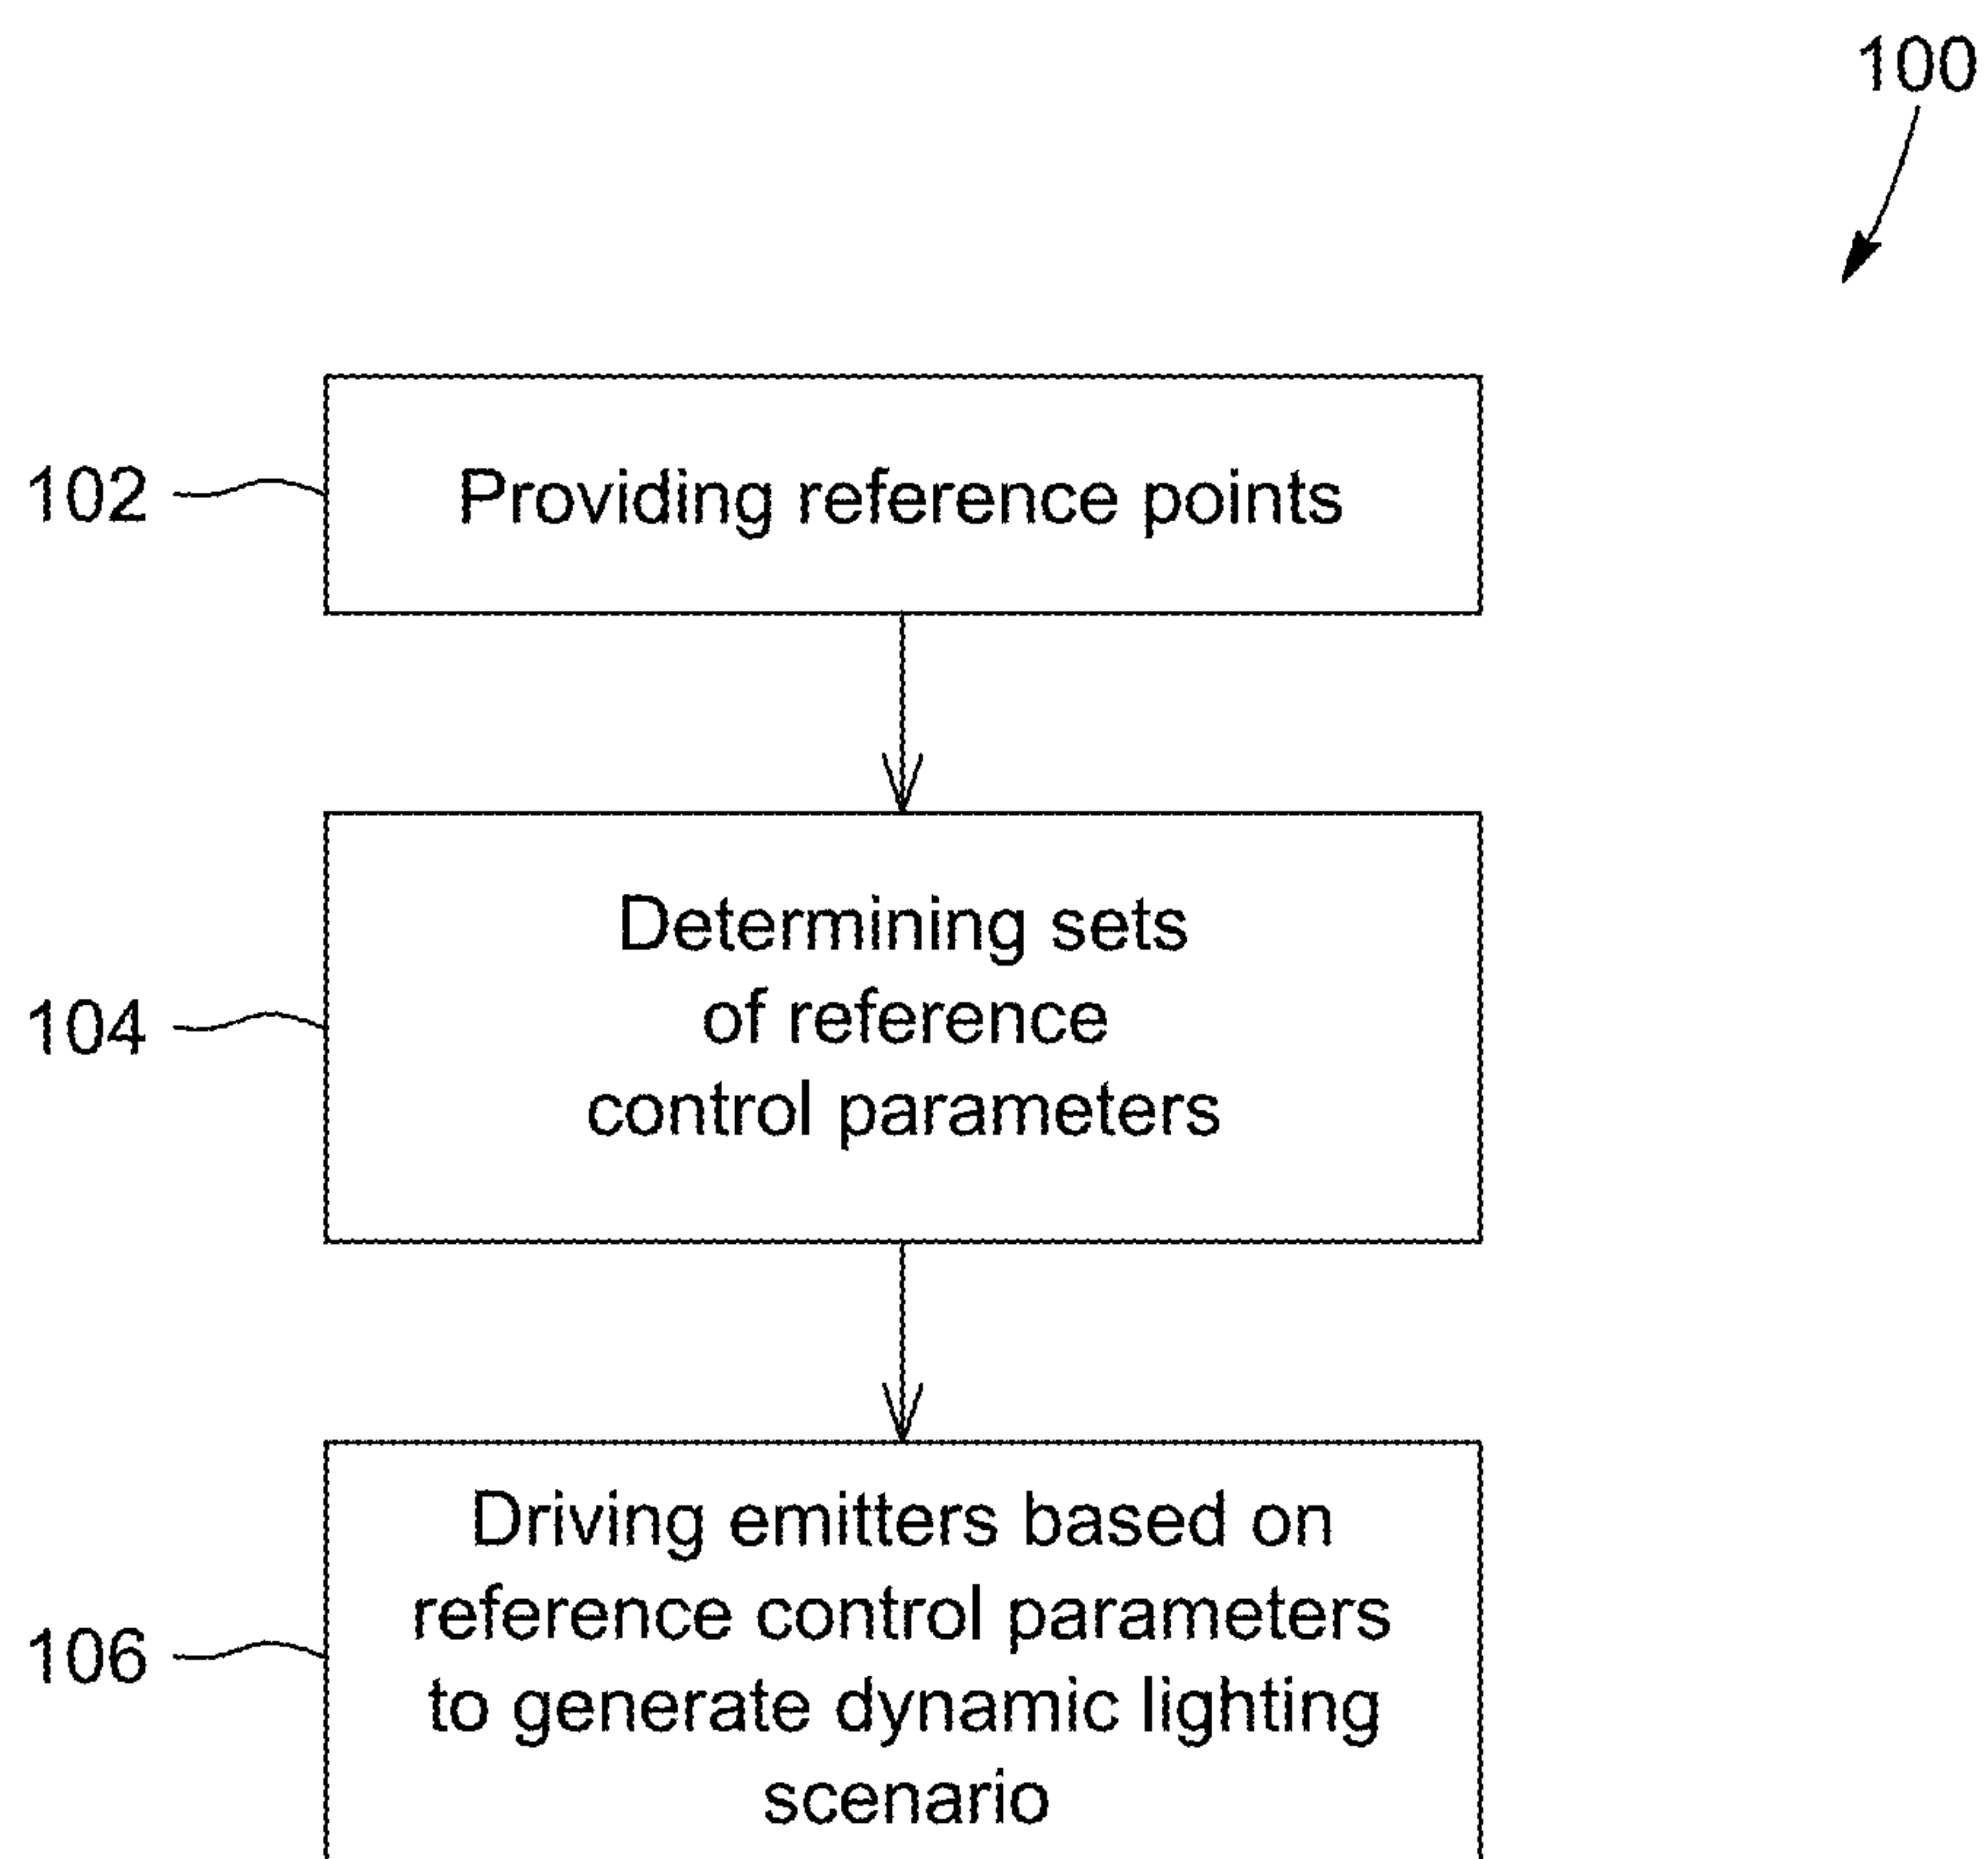 100
102
Providing reference points
104
Determining sets
of reference
control parameters
106
Driving emitters based on
reference control parameters
to generate dynamic lighting
scenario